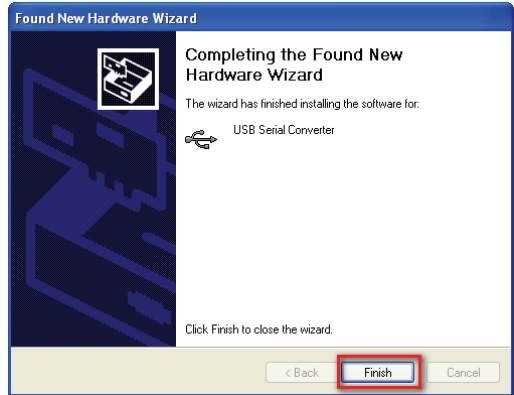 Found New Hardware Wizard
Completing the Found New
Hardware Wizard
The wizard has finished installing the software for:
USB Serial Converter
Click Finish to close the wizard.
< Back
Finish
Cancel